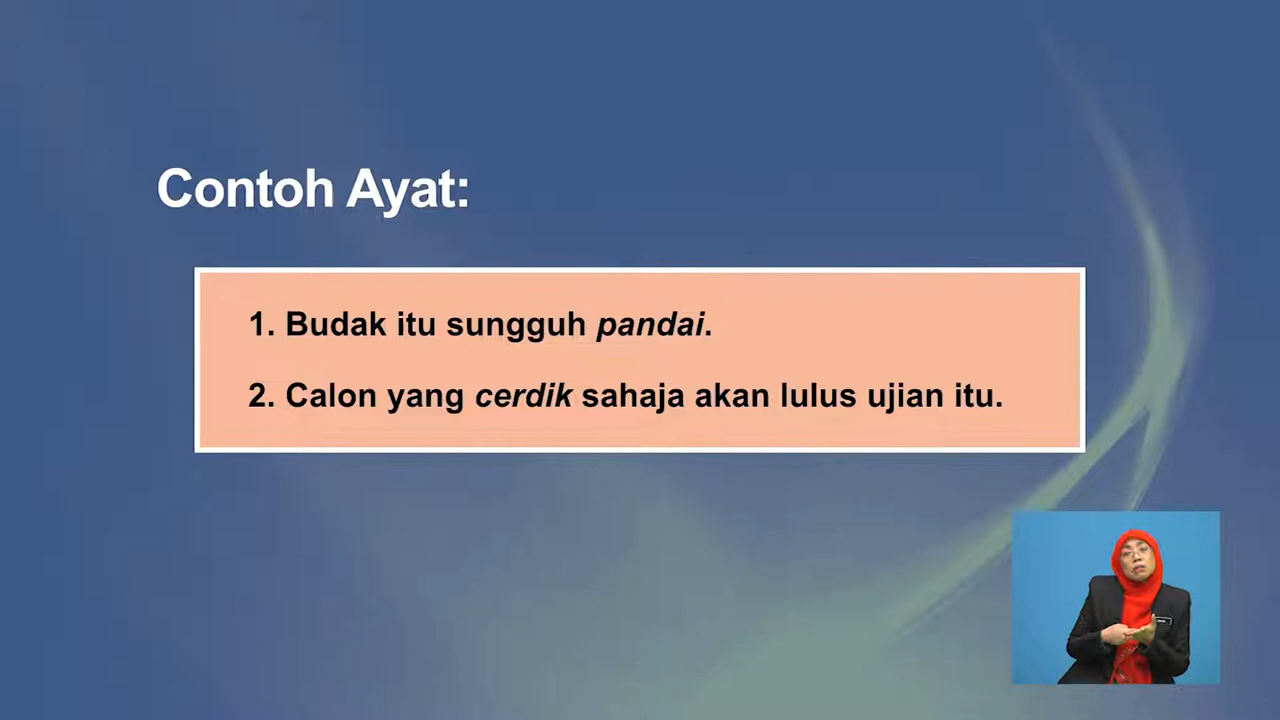 Contoh Ayat:
1. Budak itu sungguh pandai.
2. Calon yang cerdik sahaja akan lulus ujian itu.